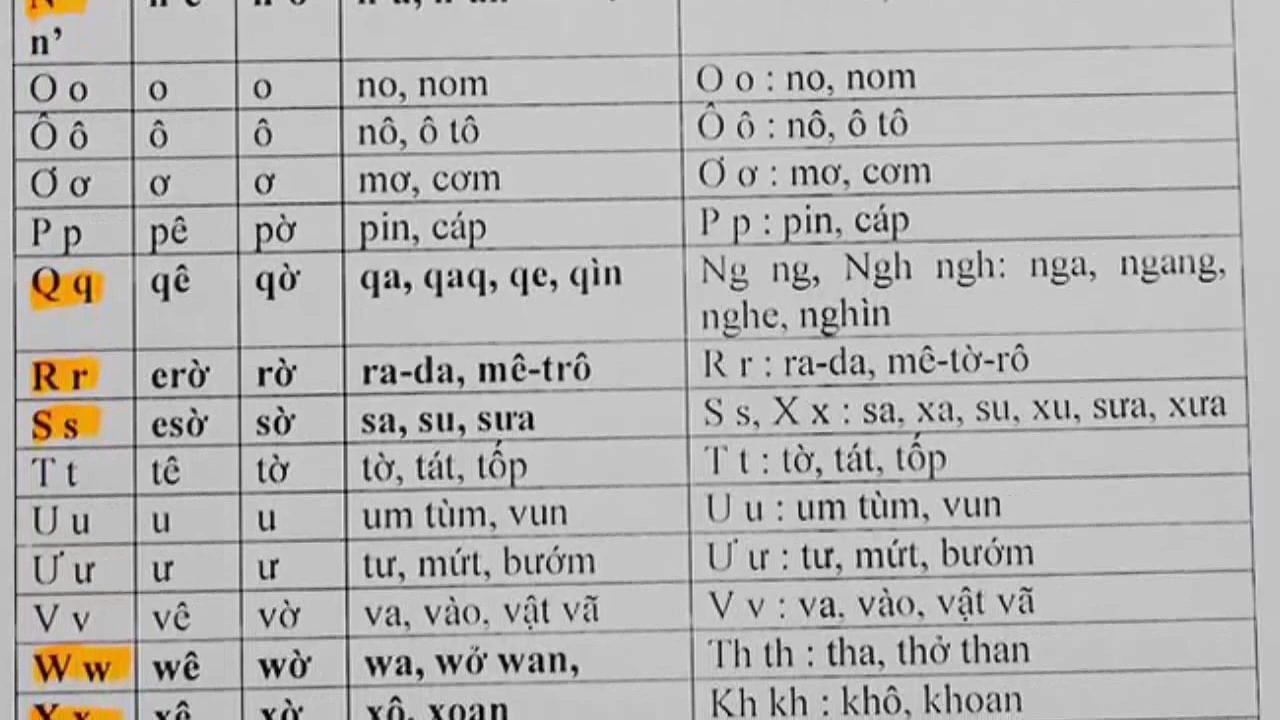 n'
O o o o no, nom O o : no, nom
Ô ô ô ô nô, ô tô Ô ô : nô, ô tô
Ơ ơ ơ ơ mơ, cơm Ơ ơ : mơ, cơm
P p pê pờ pin, cáp P p : pin, cáp
Q q qê qờ qa, qaq, qe, qìn Ng ng, Ngh ngh: nga, ngang,
nghe, nghìn
R r erờ rờ ra-da, mê-trô R r : ra-da, mê-tờ-rô
S s esờ sờ sa, su, sưa S s, X x : sa, xa, su, xu, sưa, xưa
T t tê tờ tờ, tát, tốp T t : tờ, tát, tốp
U u u u um tùm, vun U u : um tùm, vun
Ư ư ư ư tư, mứt, bướm Ư ư : tư, mứt, bướm
V v vê vờ va, vào, vật vã V v : va, vào, vật vã
W w wê wờ wa, wở wan, Th th : tha, thở than
X x xê xờ xô, xoan Kh kh : khô, khoan